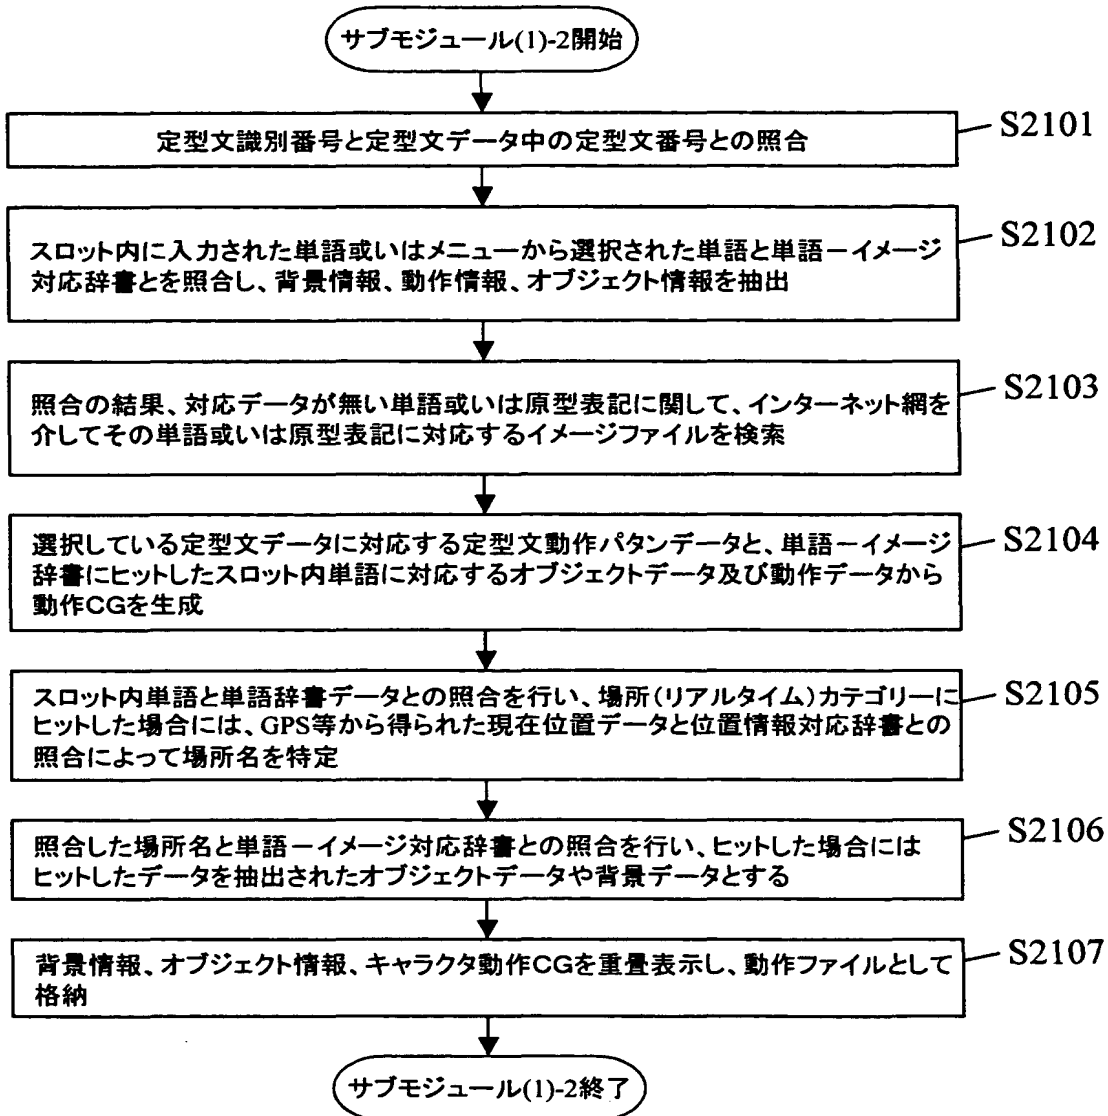 サブモジュール(1)-2開始
定型文識別番号と定型文データ中の定型文番号との照合
S2101
スロット内に入力された単語或いはメニューから選択された単語と単語ーイメージ
対応辞書とを照合し、背景情報、動作情報、オブジェクト情報を抽出
S2102
照合の結果、対応データが無い単語或いは原型表記に関して、インターネット網を
介してその単語或いは原型表記に対応するイメージファイルを検索
S2103
選択している定型文データに対応する定型文動作パタンデータと、単語ーイメージ
辞書にヒットしたスロット内単語に対応するオブジェクトデータ及び動作データから
動作CGを生成
S2104
スロット内単語と単語辞書データとの照合を行い、場所(リアルタイム)カテゴリーに
ヒットした場合には、GPS等から得られた現在位置データと位置情報対応辞書との
照合によって場所名を特定
S2105
照合した場所名と単語ーイメージ対応辞書との照合を行い、ヒットした場合には
ヒットしたデータを抽出されたオブジェクトデータや背景データとする
S2106
背景情報、オブジェクト情報、キャラクタ動作CGを重畳表示し、動作ファイルとして
格納
S2107
サブモジュール(1)-2終了